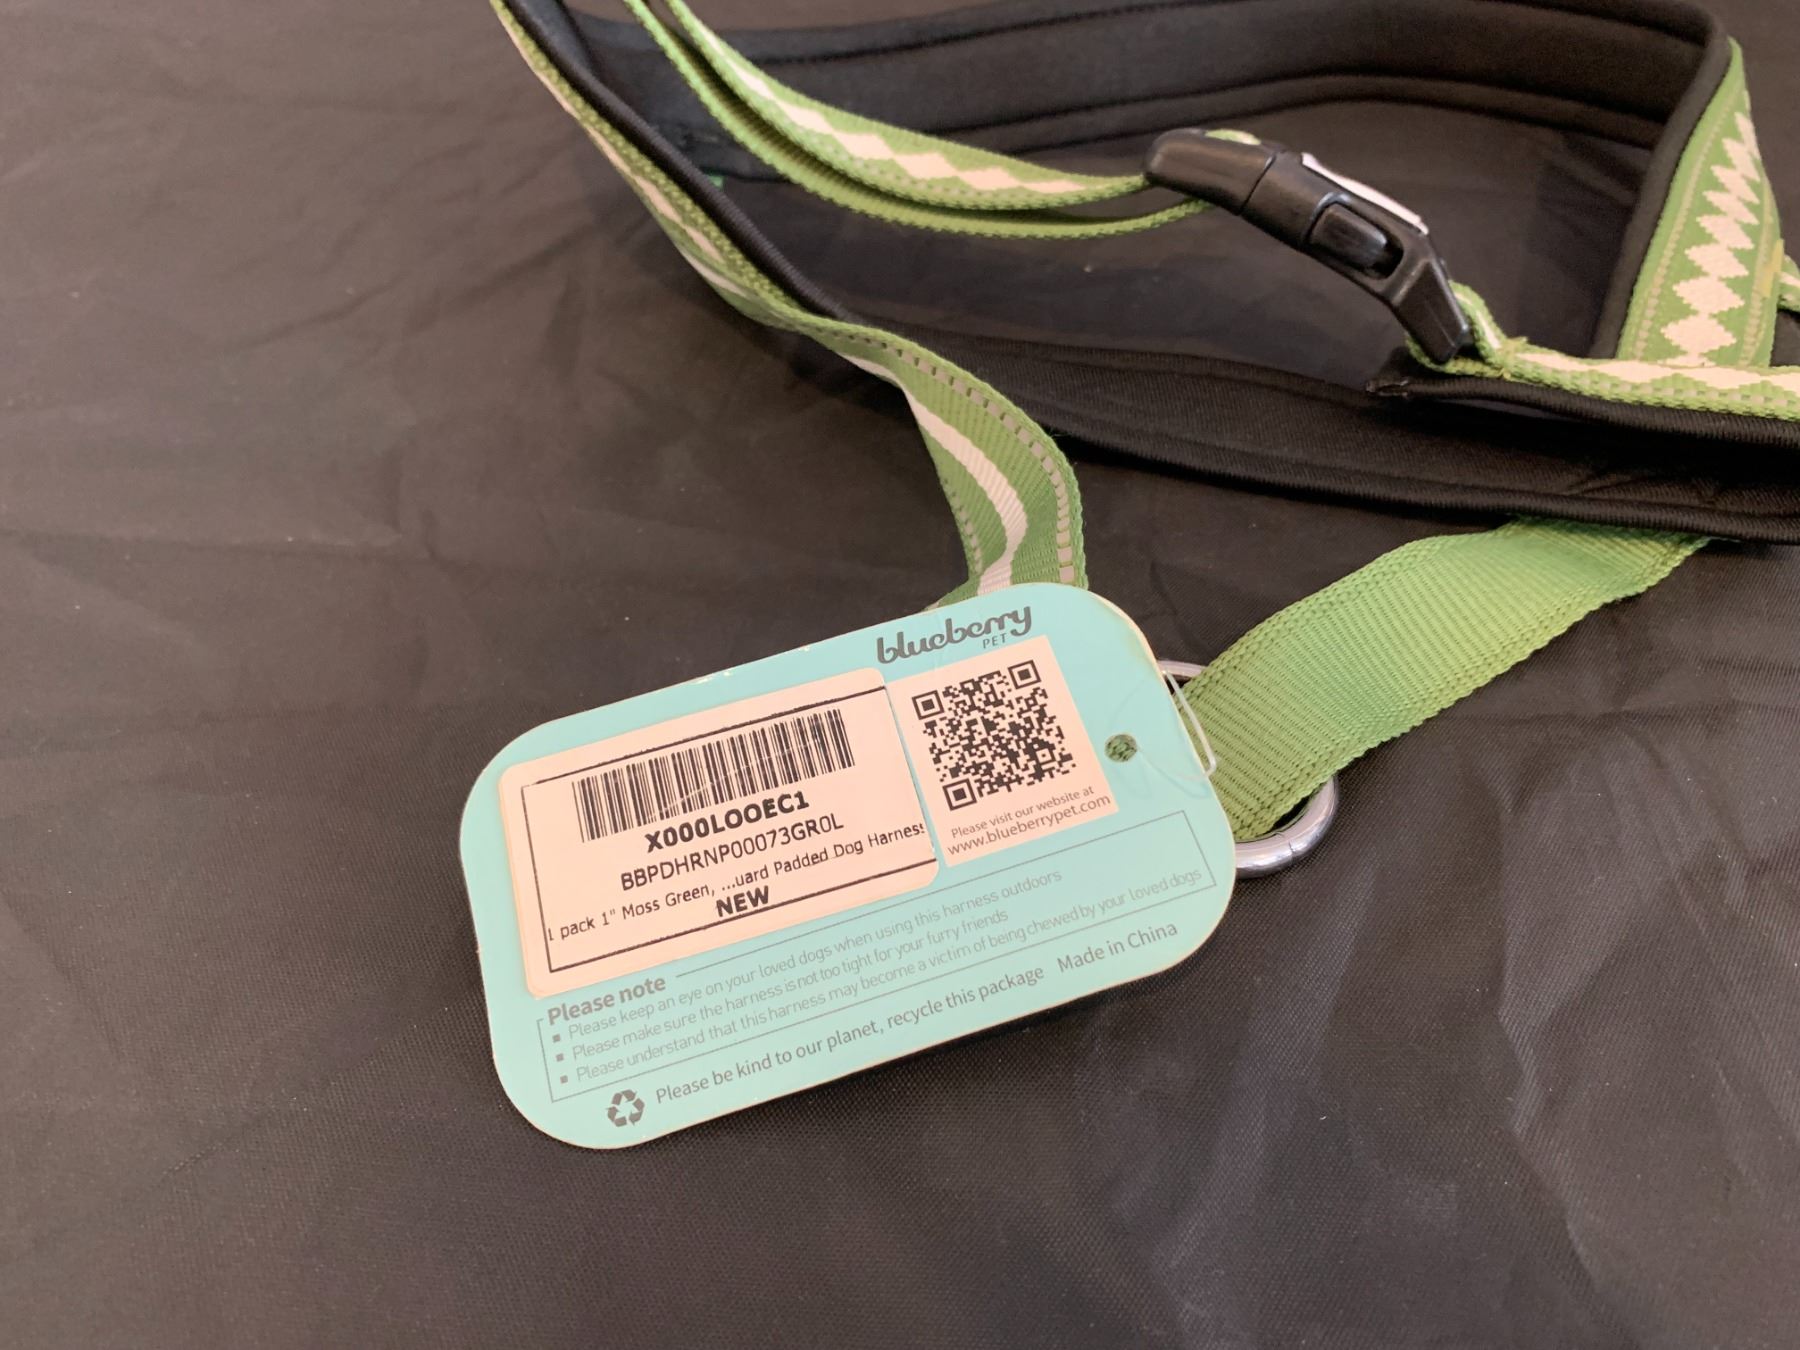 blueberry
PET
X000LOOEC1
BBPDHRNP00073GR0L
1 pack 1" Moss Green, ...uard Padded Dog Harness
NEW
Please visit our website at
www.blueberrypet.com
Please note
▪ Please keep an eye on your loved dogs when using this harness outdoors
▪ Please make sure the harness is not too tight for your furry friends
▪ Please understand that this harness may become a victim of being chewed by your loved dogs
Please be kind to our planet, recycle this package Made in China